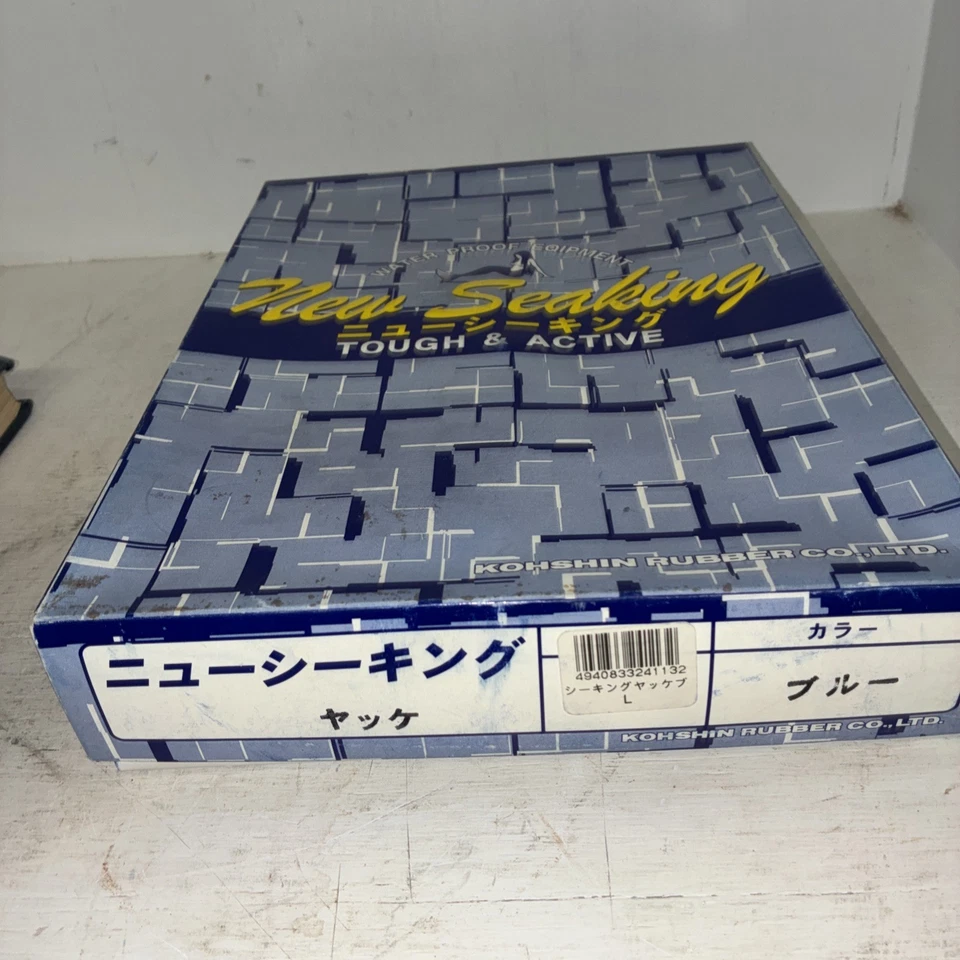 WATER PROOF EQIPMENT
New Seaking
ニューシーキング
TOUGH & ACTIVE
KOHSHIN RUBBER CO.,LTD.
ニューシーキング
ヤッケ
4940833241132
シーキングヤッケブ
L
カラー
ブルー
KOHSHIN RUBBER CO.,LTD.